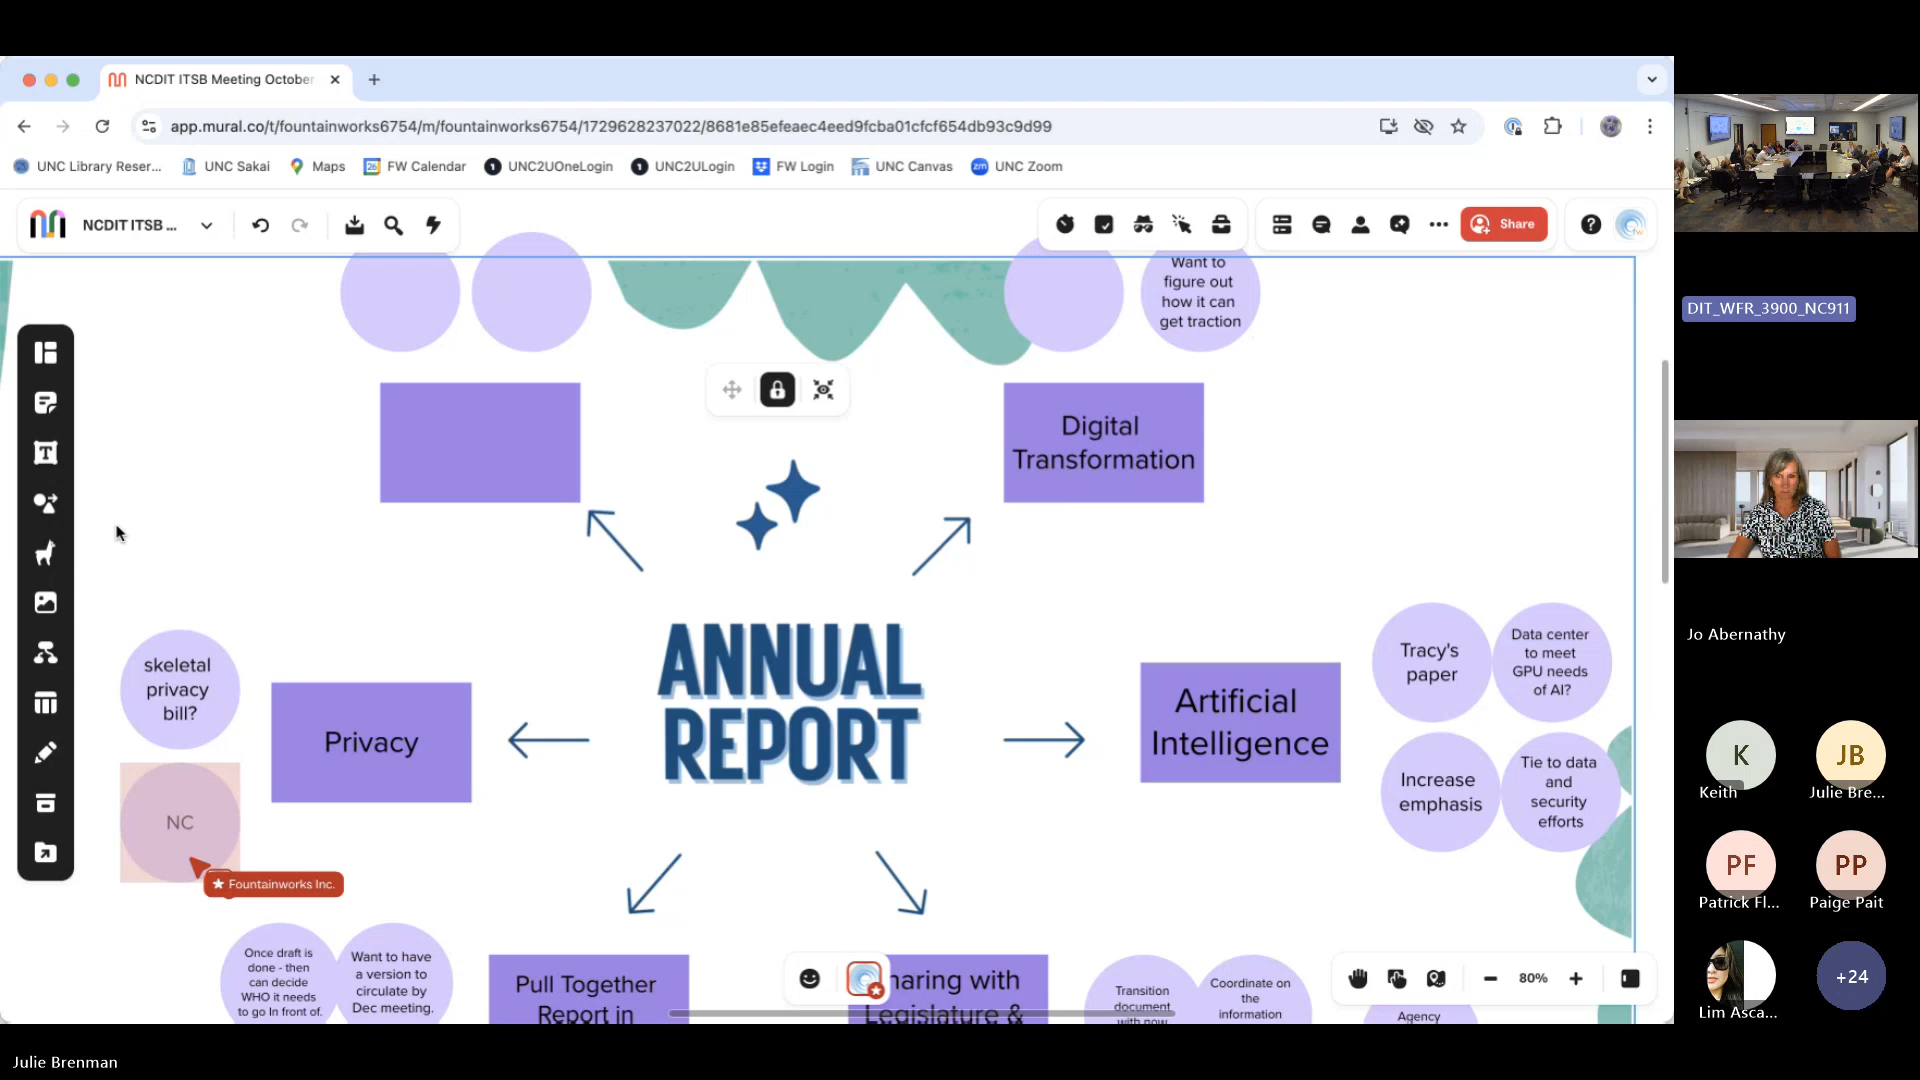 NCDIT ITSB Meeting October
app.mural.co/t/fountainworks6754/m/fountainworks6754/1729628237022/8681e85efeaec4eed9fcba01cfcf654db93c9d99
UNC Library Reser...
UNC Sakai
Maps
FW Calendar
UNC2UOneLogin
UNC2ULogin
FW Login
UNC Canvas
UNC Zoom
NCDIT ITSB ...
Share
Want to
figure out
how it can
get traction
Digital
Transformation
ANNUAL
REPORT
skeletal
privacy
bill?
Privacy
NC
Fountainworks Inc.
Artificial
Intelligence
Tracy's
paper
Data center
to meet
GPU needs
of AI?
Increase
emphasis
Tie to data
and
security
efforts
Once draft is
done - then
can decide
WHO it needs
to go in front of.
Want to have
a version to
circulate by
Dec meeting.
Pull Together
Report in
haring with
Legislature &
Transition
document
with now
Coordinate on
the
information
Agency
80%
DIT_WFR_3900_NC911
Jo Abernathy
K
Keith
JB
Julie Bre...
PF
Patrick Fl...
PP
Paige Pait
Lim Asca...
+24
Julie Brenman